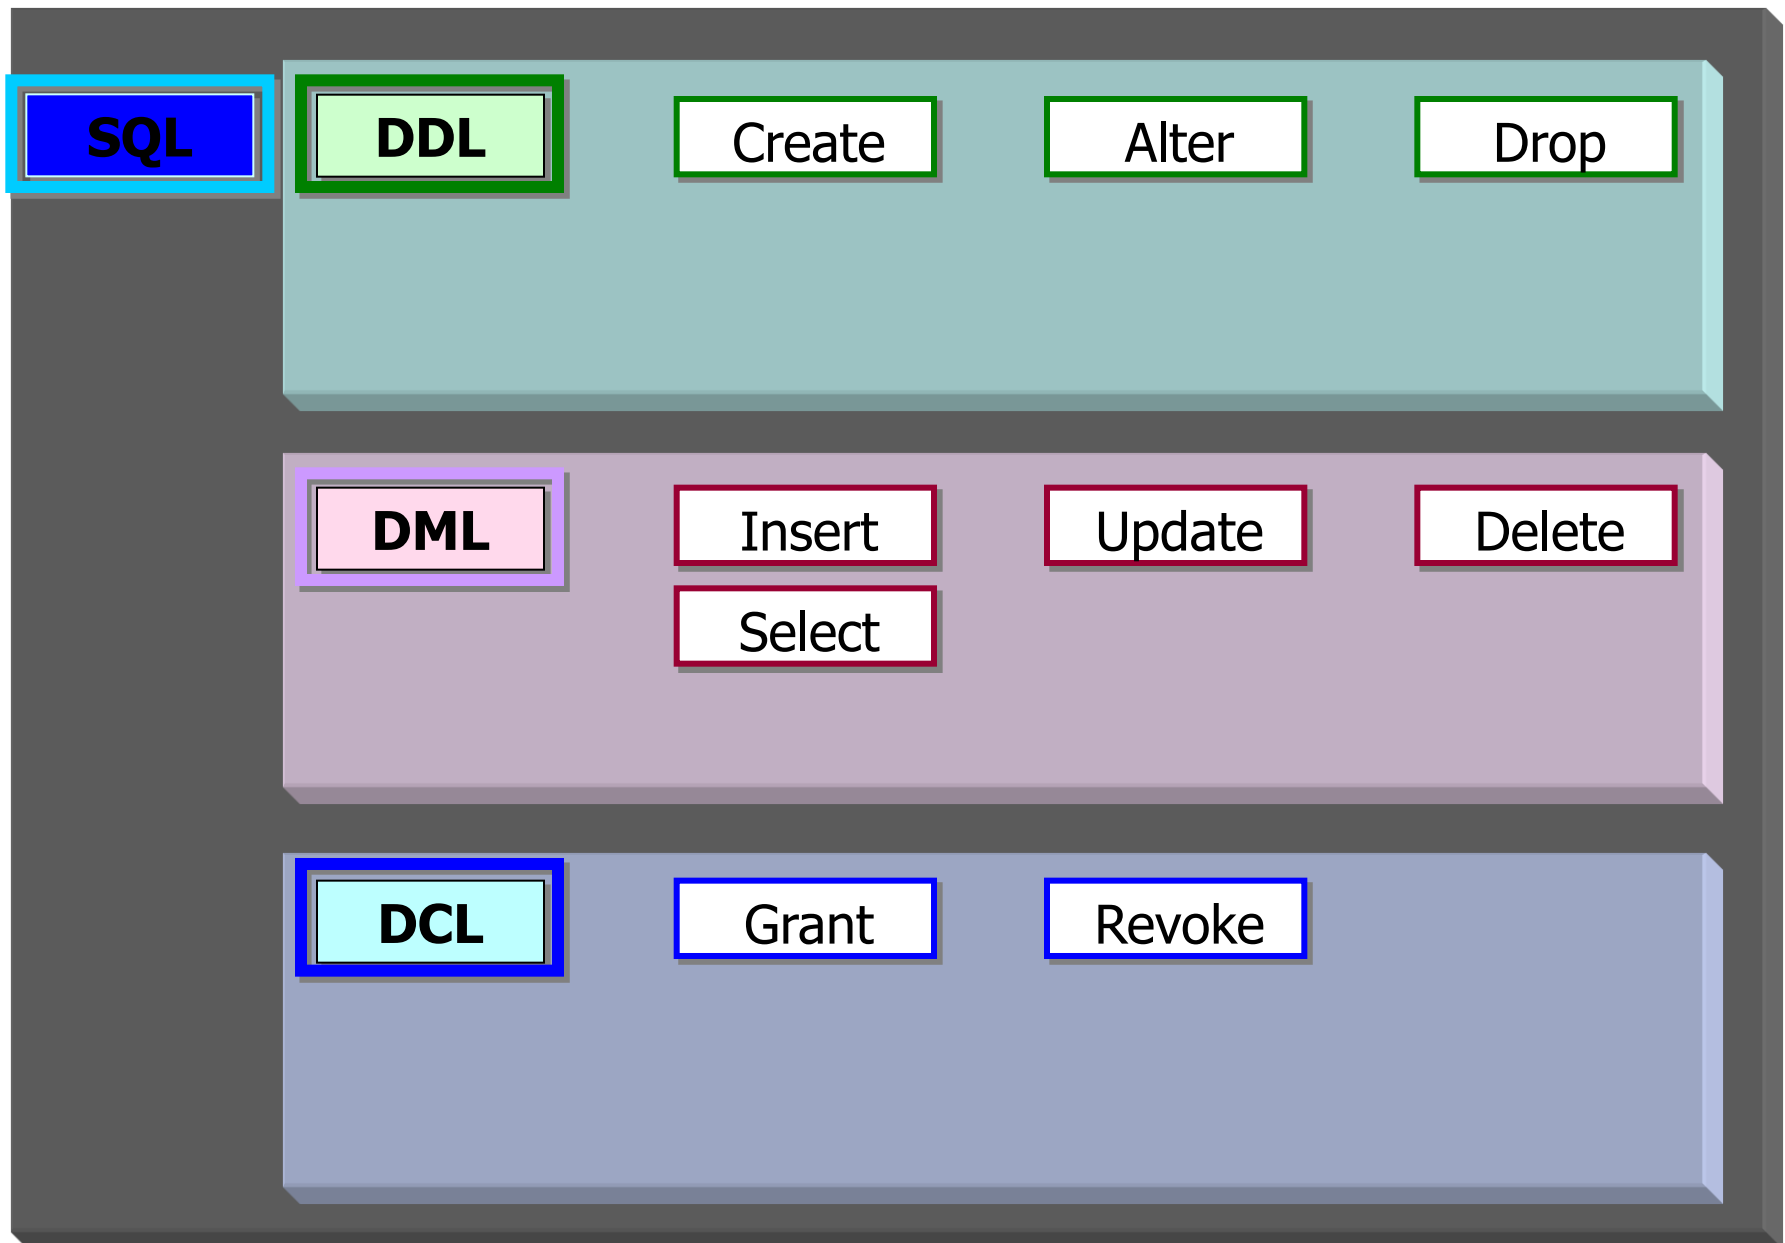 SQL
DDL
Create
Alter
Drop
DML
Insert
Update
Delete
Select
DCL
Grant
Revoke